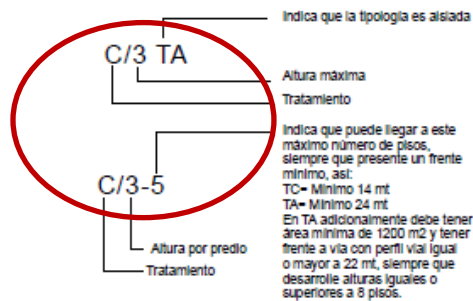 Indica que la tipología es aislada
C/3 TA
Altura máxima
Tratamiento
Indica que puede llegar a este
máximo número de pisos,
siempre que presente un frente
mínimo, así:
TC= Mínimo 14 mt
TA= Mínimo 24 mt
En TA adicionalmente debe tener
área mínima de 1200 m2 y tener
frente a vía con perfil vial igual
o mayor a 22 mt, siempre que
desarrolle alturas iguales o
superiores a 8 pisos.
C/3-5
Altura por predio
Tratamiento